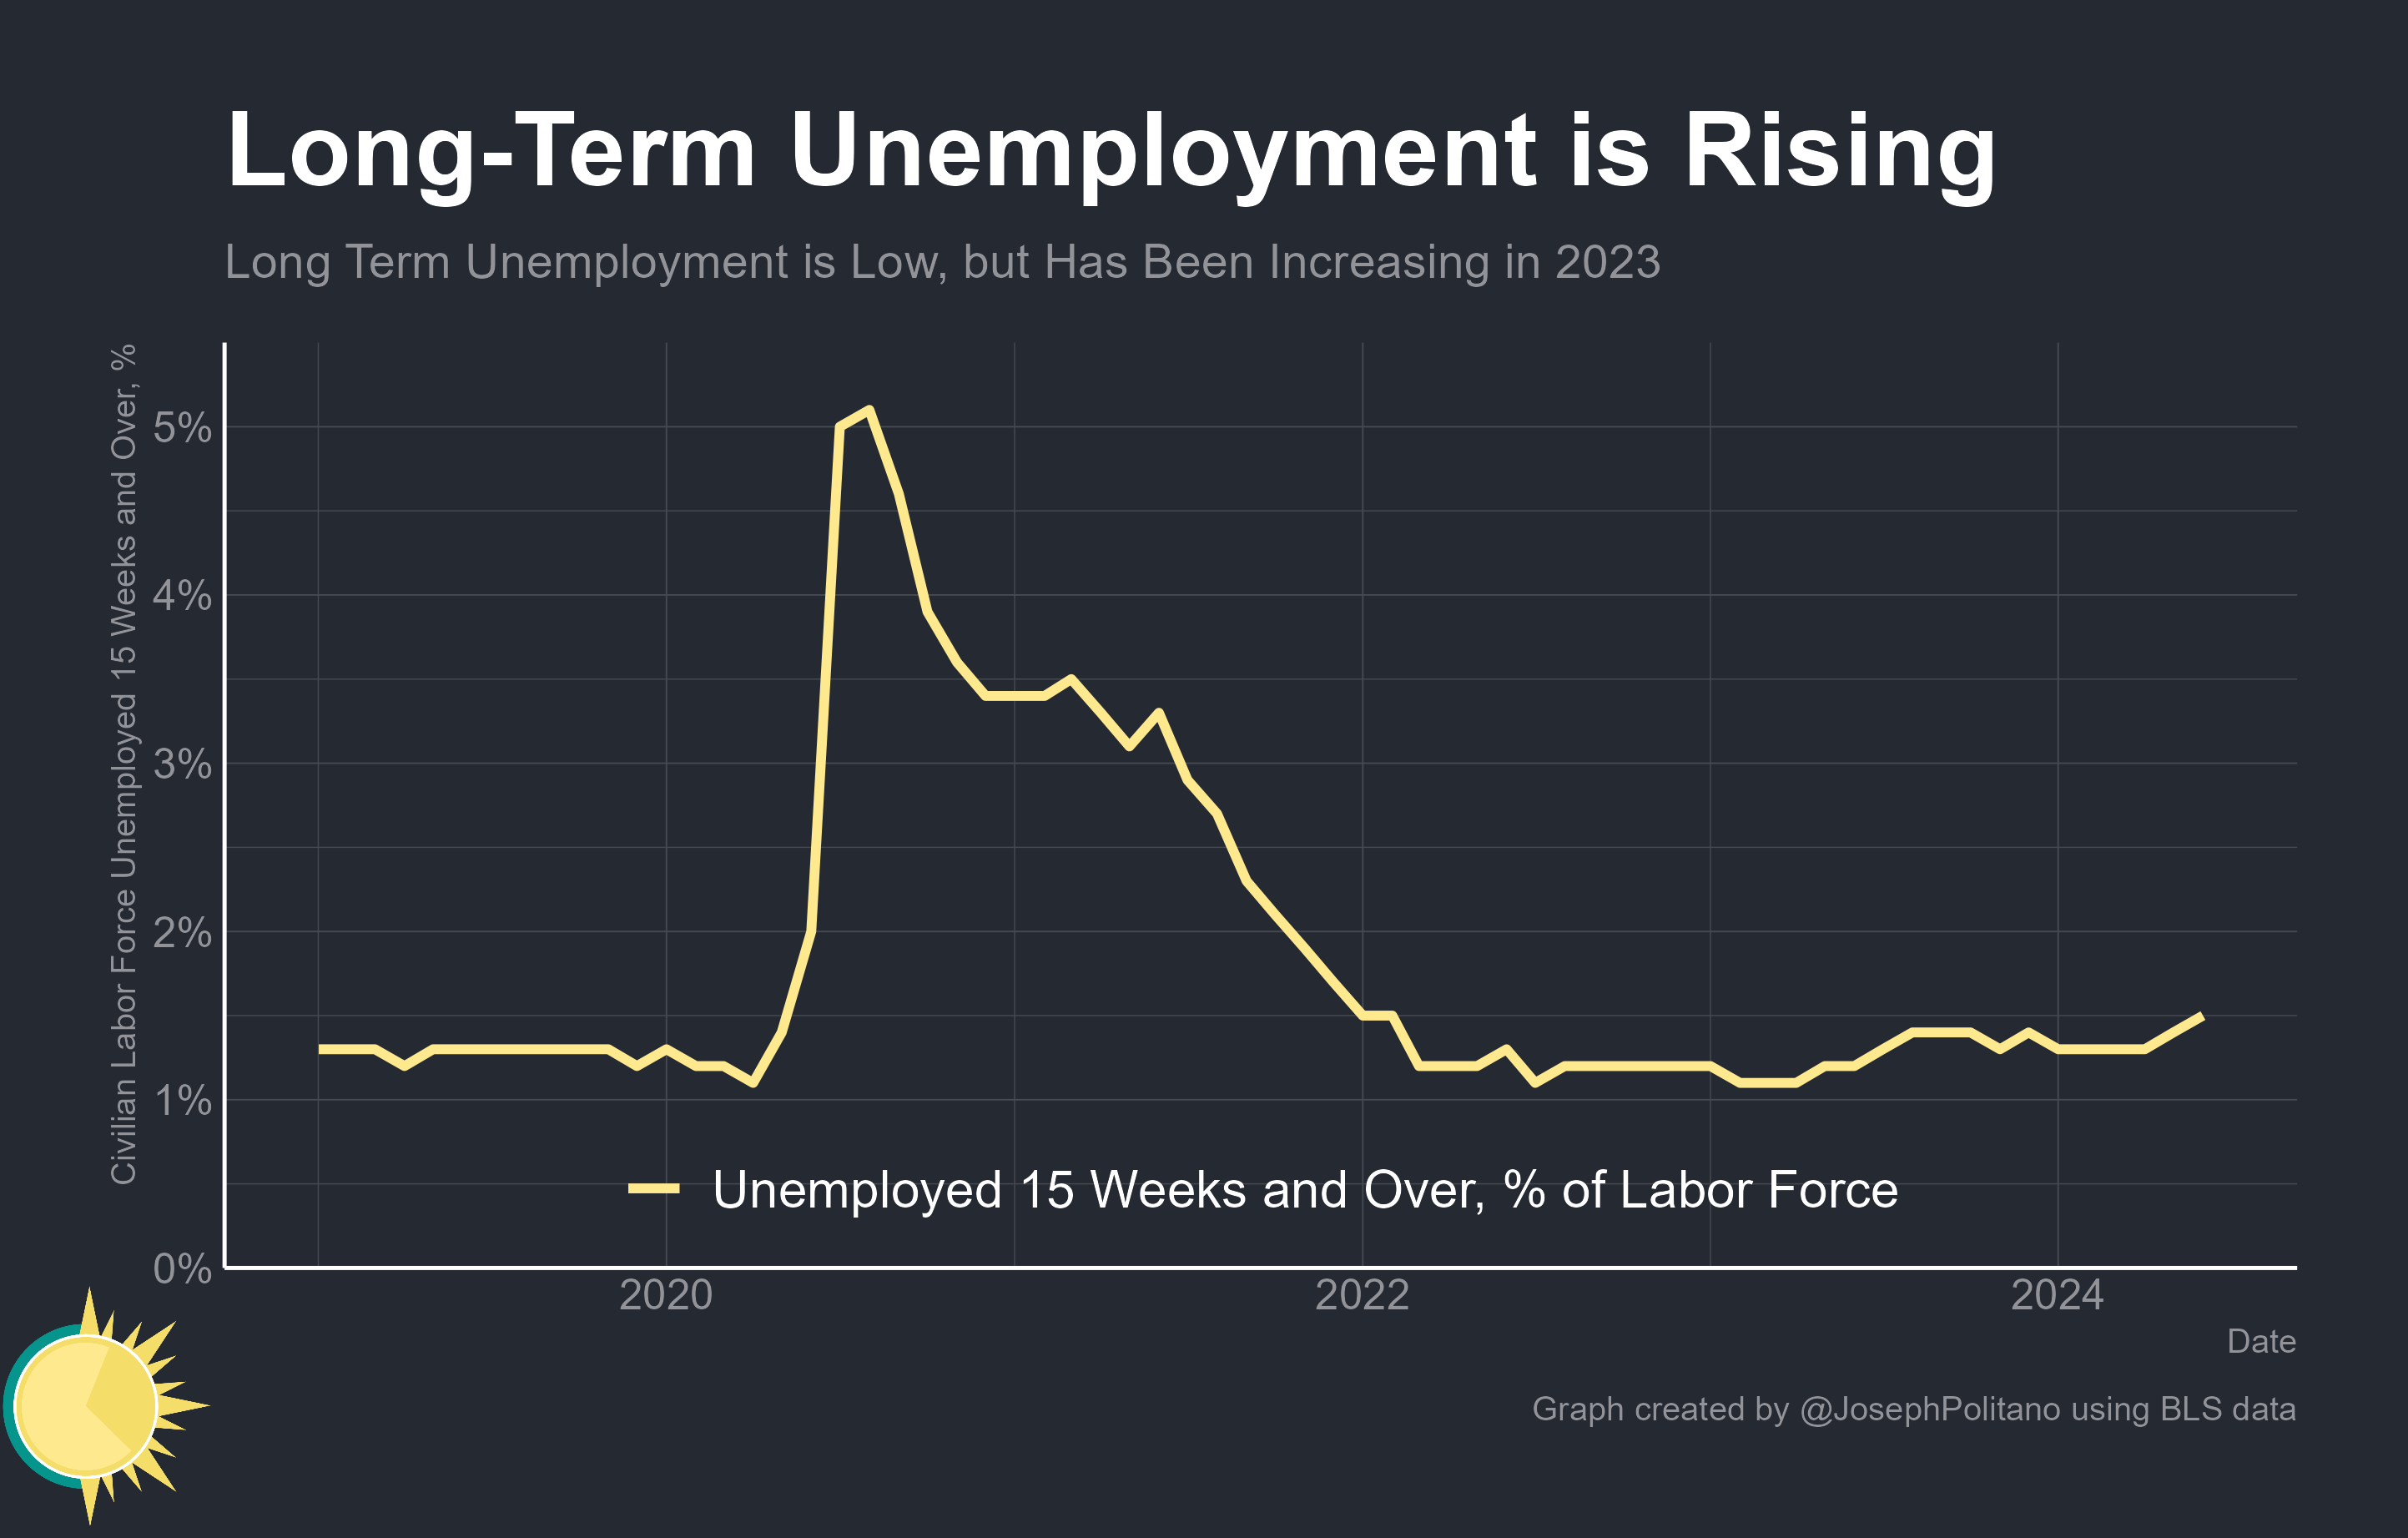 Long-Term Unemployment is Rising
Long Term Unemployment is Low, but Has Been Increasing in 2023
Civilian Labor Force Unemployed 15 Weeks and Over, %
5%
4%
3%
2%
1%
0%
Unemployed 15 Weeks and Over, % of Labor Force
2020 2022 2024
Date
Graph created by @JosephPolitano using BLS data